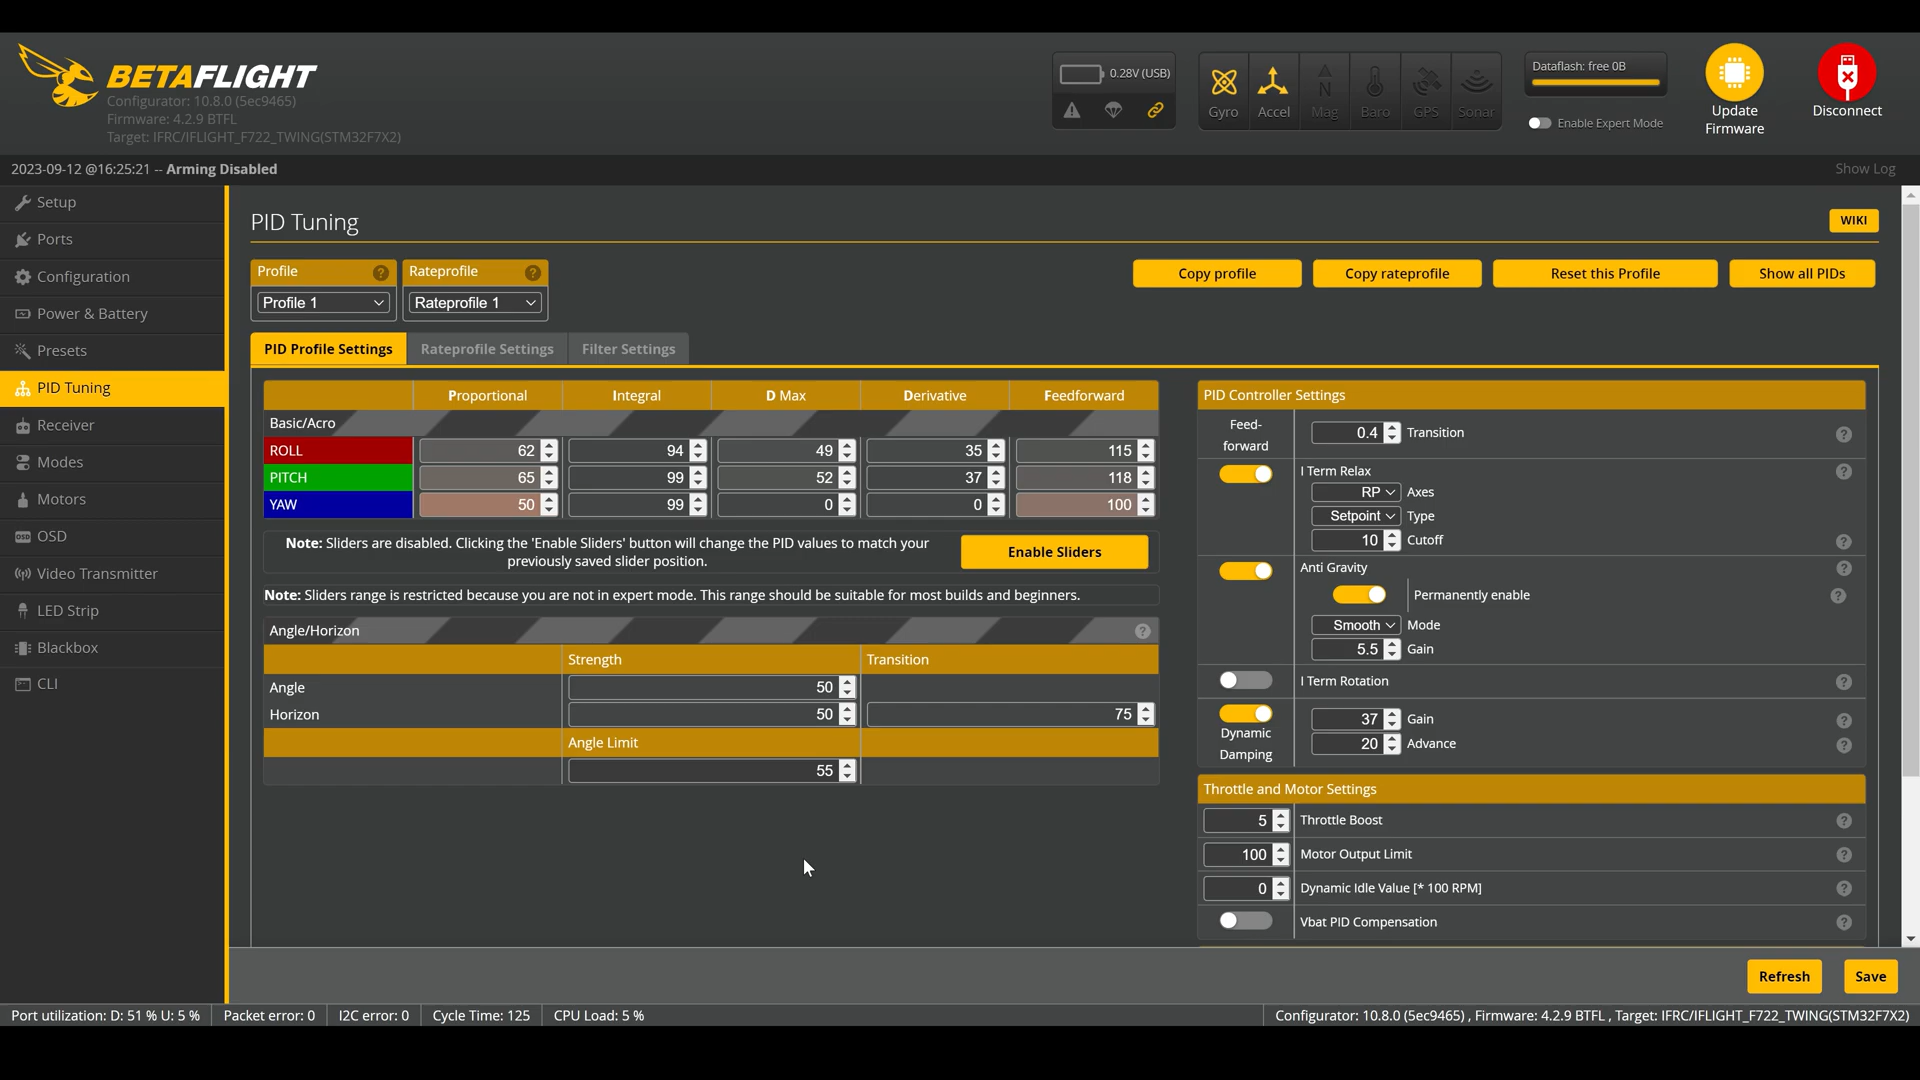 BETAFLIGHT
Configurator: 10.8.0 (5ec9465)
Firmware: 4.2.9 BTFL
Target: IFRC/IFLIGHT_F722_TWING(STM32F7X2)
0.28V (USB)
Gyro Accel Mag Baro GPS Sonar
Dataflash: free 0B
Enable Expert Mode
Update
Firmware
Disconnect
2023-09-12 @16:25:21 -- Arming Disabled
Show Log
Setup
Ports
Configuration
Power & Battery
Presets
PID Tuning
Receiver
Modes
Motors
OSD
Video Transmitter
LED Strip
Blackbox
CLI
PID Tuning
WIKI
Profile ? Rateprofile ?
Profile 1 Rateprofile 1
Copy profile Copy rateprofile Reset this Profile Show all PIDs
PID Profile Settings Rateprofile Settings Filter Settings
Proportional Integral D Max Derivative Feedforward
Basic/Acro
ROLL 62 94 49 35 115
PITCH 65 99 52 37 118
YAW 50 99 0 0 100
Note: Sliders are disabled. Clicking the 'Enable Sliders' button will change the PID values to match your
previously saved slider position.
Enable Sliders
Note: Sliders range is restricted because you are not in expert mode. This range should be suitable for most builds and beginners.
Angle/Horizon ?
Strength Transition
Angle 50
Horizon 50 75
Angle Limit
55
PID Controller Settings
Feed-
forward
0.4 Transition ?
I Term Relax ?
RP Axes
Setpoint Type
10 Cutoff ?
Anti Gravity ?
Permanently enable ?
Smooth Mode
5.5 Gain
I Term Rotation ?
Dynamic
Damping
37 Gain ?
20 Advance ?
Throttle and Motor Settings
5 Throttle Boost ?
100 Motor Output Limit ?
0 Dynamic Idle Value [* 100 RPM] ?
Vbat PID Compensation ?
Refresh Save
Port utilization: D: 51 % U: 5 % Packet error: 0 I2C error: 0 Cycle Time: 125 CPU Load: 5 %
Configurator: 10.8.0 (5ec9465) , Firmware: 4.2.9 BTFL , Target: IFRC/IFLIGHT_F722_TWING(STM32F7X2)